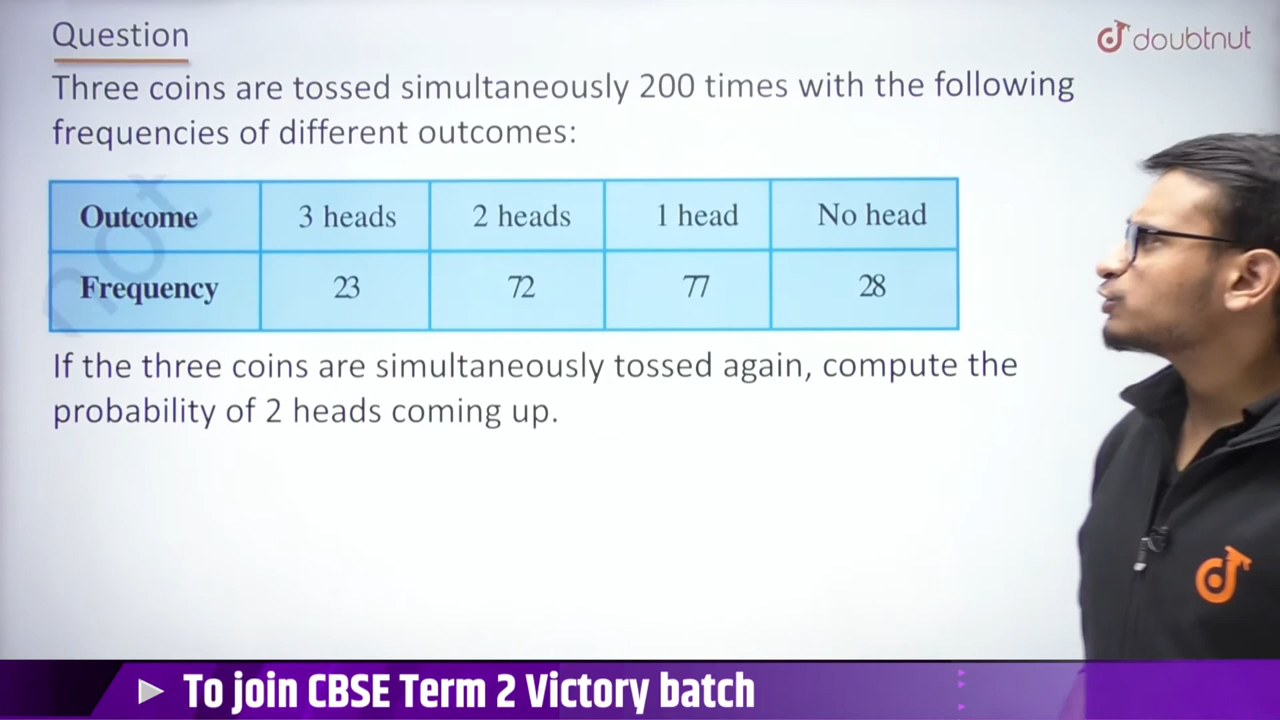 Question
doubtnut
Three coins are tossed simultaneously 200 times with the following
frequencies of different outcomes:
Outcome 3 heads 2 heads 1 head No head
Frequency 23 72 77 28
If the three coins are simultaneously tossed again, compute the
probability of 2 heads coming up.
not
To join CBSE Term 2 Victory batch